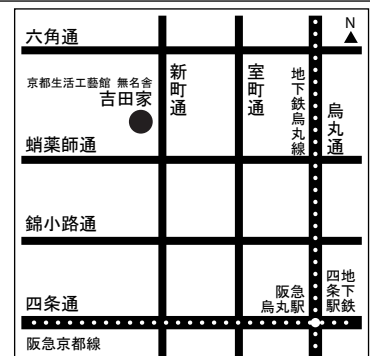 N
六角通
京都生活工藝館 無名舎
吉田家
新町通
室町通
地下鉄烏丸線
烏丸通
蛸薬師通
錦小路通
四条通
阪急
烏丸駅
地下鉄
四条駅
阪急京都線